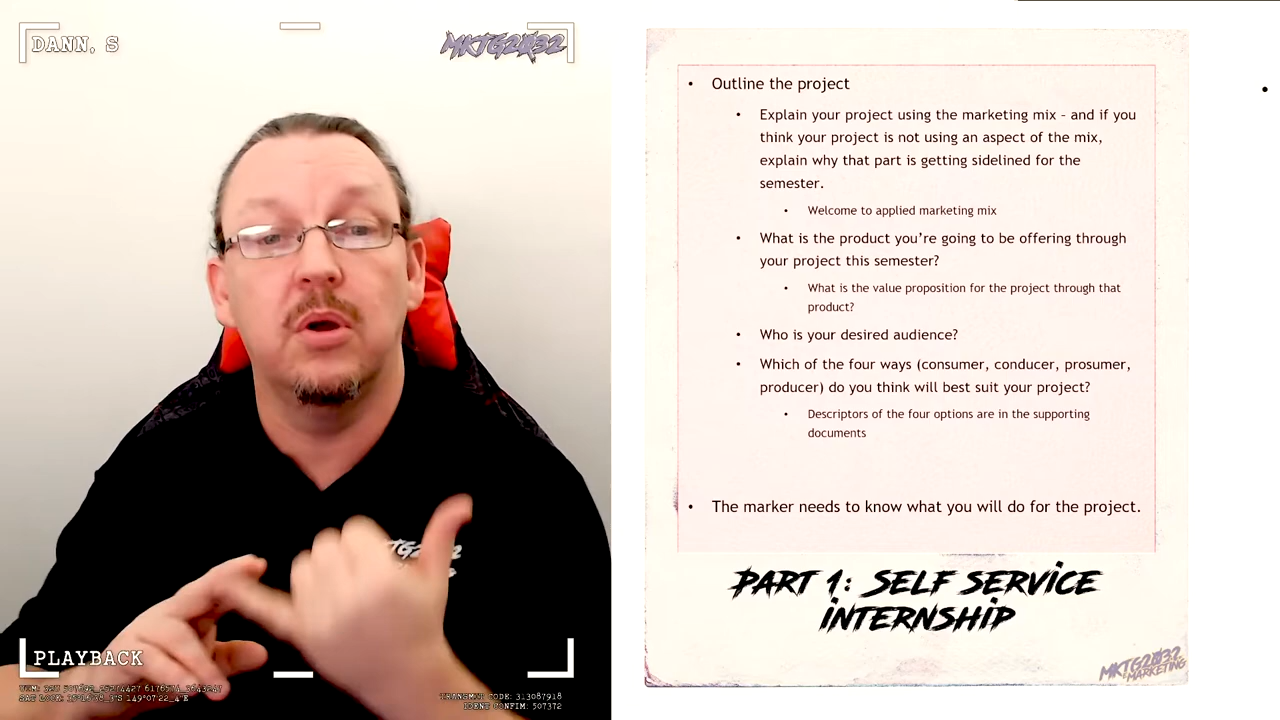 DANN, S
MKTG2032
PLAYBACK
TRANSMIT CODE: 313087918
IDENT CONFIM: 507372
• Outline the project
• Explain your project using the marketing mix – and if you
think your project is not using an aspect of the mix,
explain why that part is getting sidelined for the
semester.
• Welcome to applied marketing mix
• What is the product you’re going to be offering through
your project this semester?
• What is the value proposition for the project through that
product?
• Who is your desired audience?
• Which of the four ways (consumer, conducer, prosumer,
producer) do you think will best suit your project?
• Descriptors of the four options are in the supporting
documents
• The marker needs to know what you will do for the project.
PART 1: SELF SERVICE
INTERNSHIP
MKTG2032
MARKETING